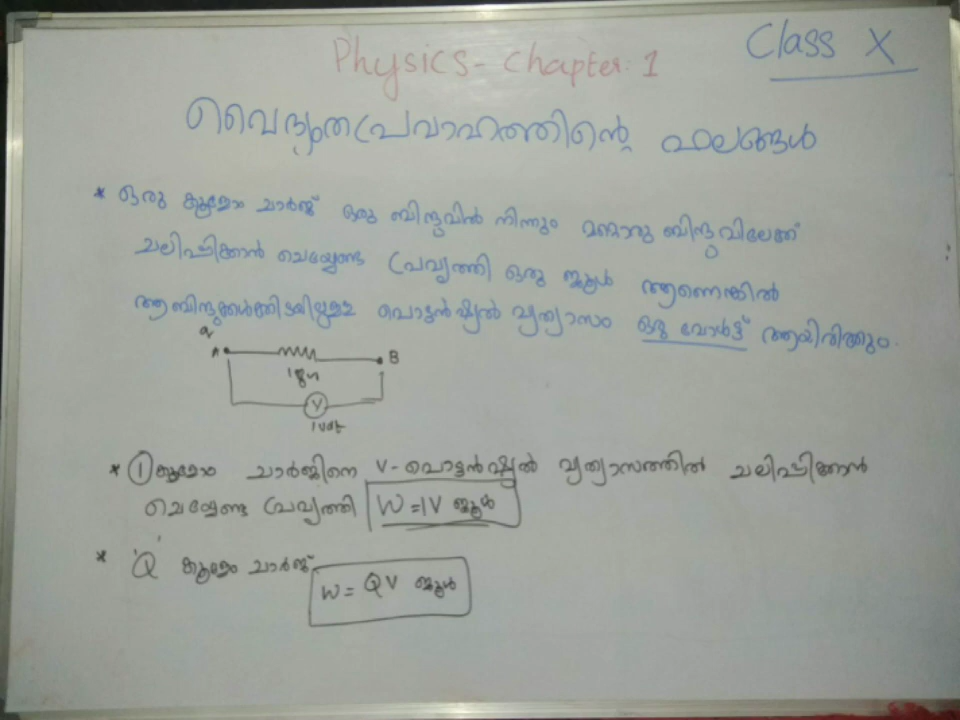 Physics - Chapter: 1
Class X
വൈദ്യുതപ്രവാഹത്തിന്റെ ഫലങ്ങൾ
* ഒരു കൂളോം ചാർജ് ഒരു ബിന്ദുവിൽ നിന്നും മറ്റൊരു ബിന്ദുവിലേക്ക്
ചലിപ്പിക്കാൻ ചെയ്യേണ്ട പ്രവൃത്തി ഒരു ജൂൾ ആണെങ്കിൽ
ആ ബിന്ദുക്കൾക്കിടയിലുള്ള പൊട്ടൻഷ്യൽ വ്യത്യാസം ഒരു വോൾട്ട് ആയിരിക്കും.
A B
V
* 1 കൂളോം ചാർജിനെ V - പൊട്ടൻഷ്യൽ വ്യത്യാസത്തിൽ ചലിപ്പിക്കാൻ
ചെയ്യേണ്ട പ്രവൃത്തി W = 1V ജൂൾ
* 'Q' കൂളോം ചാർജ്
W = QV ജൂൾ